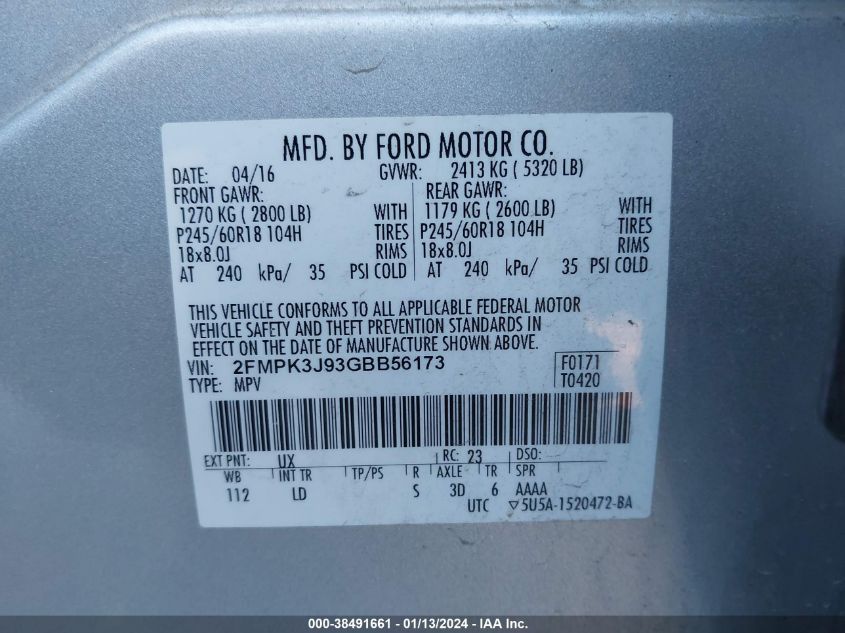 MFD. BY FORD MOTOR CO.
DATE: 04/16 GVWR: 2413 KG ( 5320 LB)
FRONT GAWR: REAR GAWR:
1270 KG ( 2800 LB) WITH 1179 KG ( 2600 LB) WITH
P245/60R18 104H TIRES P245/60R18 104H TIRES
18x8.0J RIMS 18x8.0J RIMS
AT 240 kPa/ 35 PSI COLD AT 240 kPa/ 35 PSI COLD
THIS VEHICLE CONFORMS TO ALL APPLICABLE FEDERAL MOTOR
VEHICLE SAFETY AND THEFT PREVENTION STANDARDS IN
EFFECT ON THE DATE OF MANUFACTURE SHOWN ABOVE.
VIN: 2FMPK3J93GBB56173 F0171
TYPE: MPV T0420
EXT PNT: UX RC: 23 DSO:
WB INT TR TP/PS R AXLE TR SPR
112 LD S 3D 6 AAAA
UTC ▽5U5A-1520472-BA
000-38491661 - 01/13/2024 - IAA Inc.